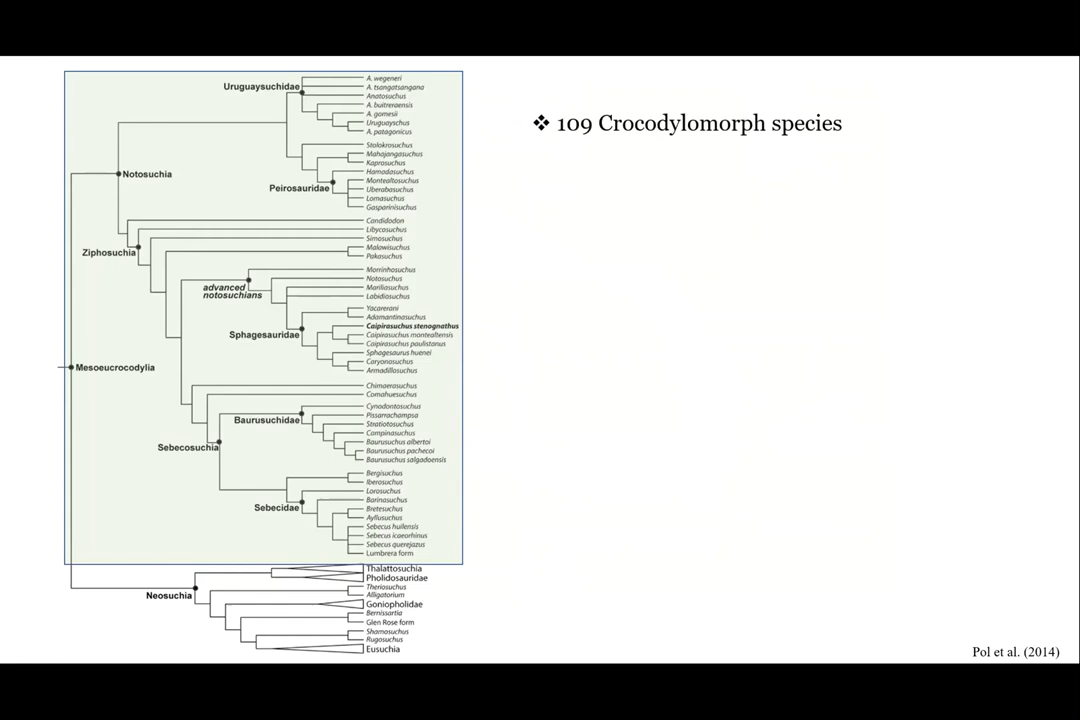 ❖ 109 Crocodylomorph species
Uruguaysuchidae
A. wegeneri
A. tsangatsangana
Anatosuchus
A. buitreraensis
A. gomesii
Uruguayschus
A. patagonicus
Notosuchia
Stolokrosuchus
Mahajangasuchus
Kaprosuchus
Hamadasuchus
Peirosauridae
Montealtosuchus
Uberabasuchus
Lomasuchus
Gasparinisuchus
Candidodon
Libycosuchus
Simosuchus
Ziphosuchia
Malawisuchus
Pakasuchus
Morrinhosuchus
advanced
notosuchians
Notosuchus
Mariliasuchus
Labidiosuchus
Yacarerani
Adamantinasuchus
Sphagesauridae
Caipirasuchus stenognathus
Caipirasuchus montealtensis
Caipirasuchus paulistanus
Sphagesaurus huenei
Caryonosuchus
Armadillosuchus
Mesoeucrocodylia
Chimaerasuchus
Comahuesuchus
Cynodontosuchus
Baurusuchidae
Pissarrachampsa
Stratiotosuchus
Campinasuchus
Baurusuchus albertoi
Baurusuchus pachecoi
Baurusuchus salgadoensis
Sebecosuchia
Bergisuchus
Iberosuchus
Lorosuchus
Sebecidae
Barinasuchus
Bretesuchus
Ayllusuchus
Sebecus huilensis
Sebecus icaeorhinus
Sebecus querejazus
Lumbrera form
Thalattosuchia
Pholidosauridae
Neosuchia
Theriosuchus
Alligatorium
Goniopholidae
Bernissartia
Glen Rose form
Shamosuchus
Rugosuchus
Eusuchia
Pol et al. (2014)